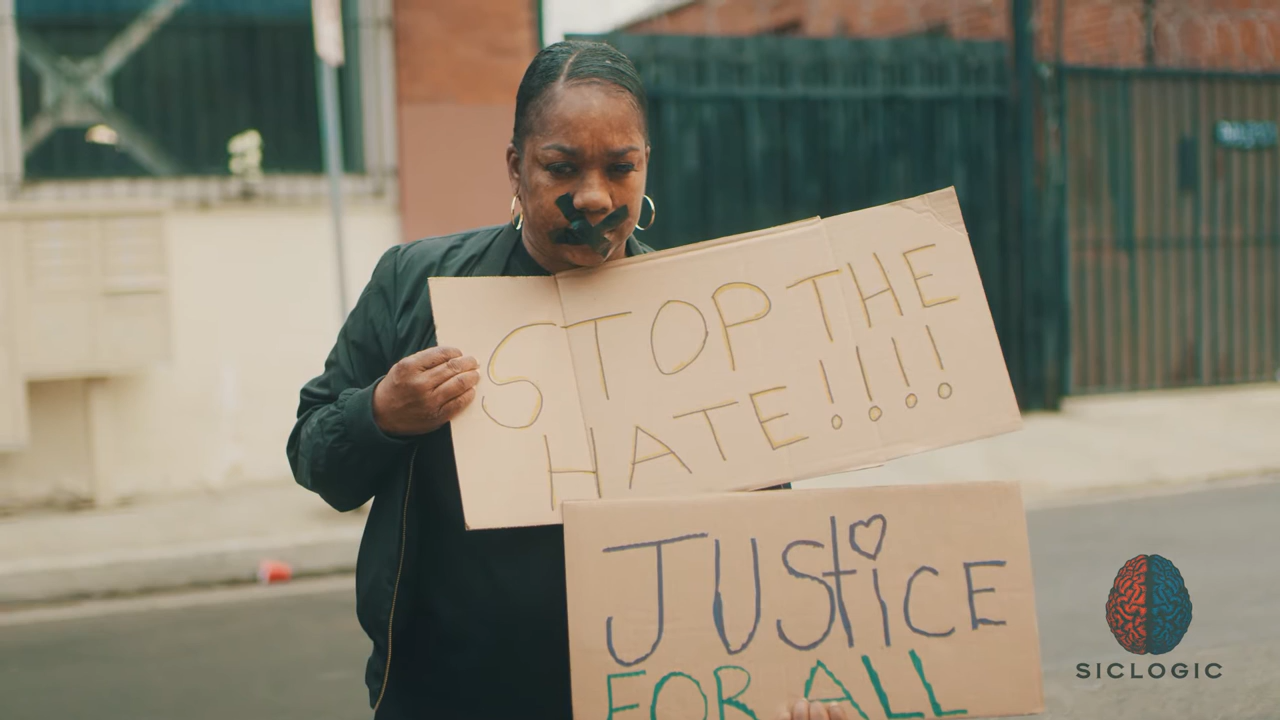 STOP THE
HATE!!!!
JUStiCE
FOR ALL
SICLOGIC